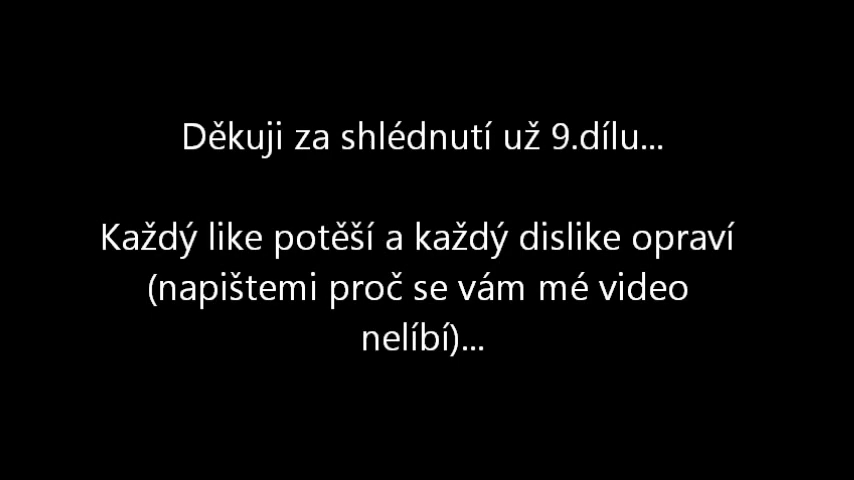 Děkuji za shlédnutí už 9.dílu...
Každý like potěší a každý dislike opraví
(napištemi proč se vám mé video
nelíbí)...